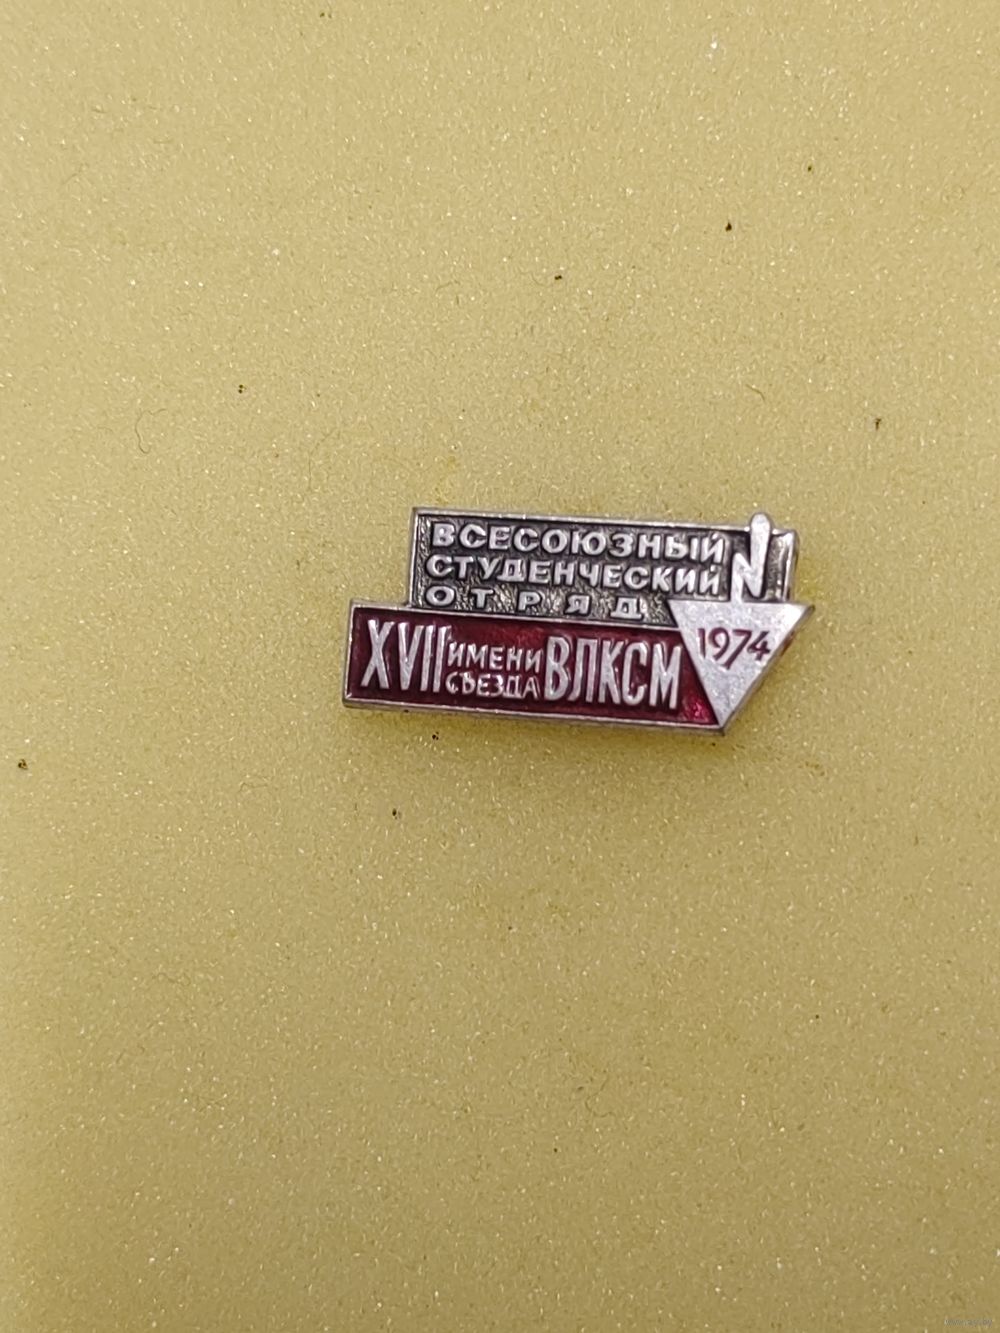 ВСЕСОЮЗНЫЙ
СТУДЕНЧЕСКИЙ
ОТРЯД
XVII ИМЕНИ СЪЕЗДА ВЛКСМ
1974